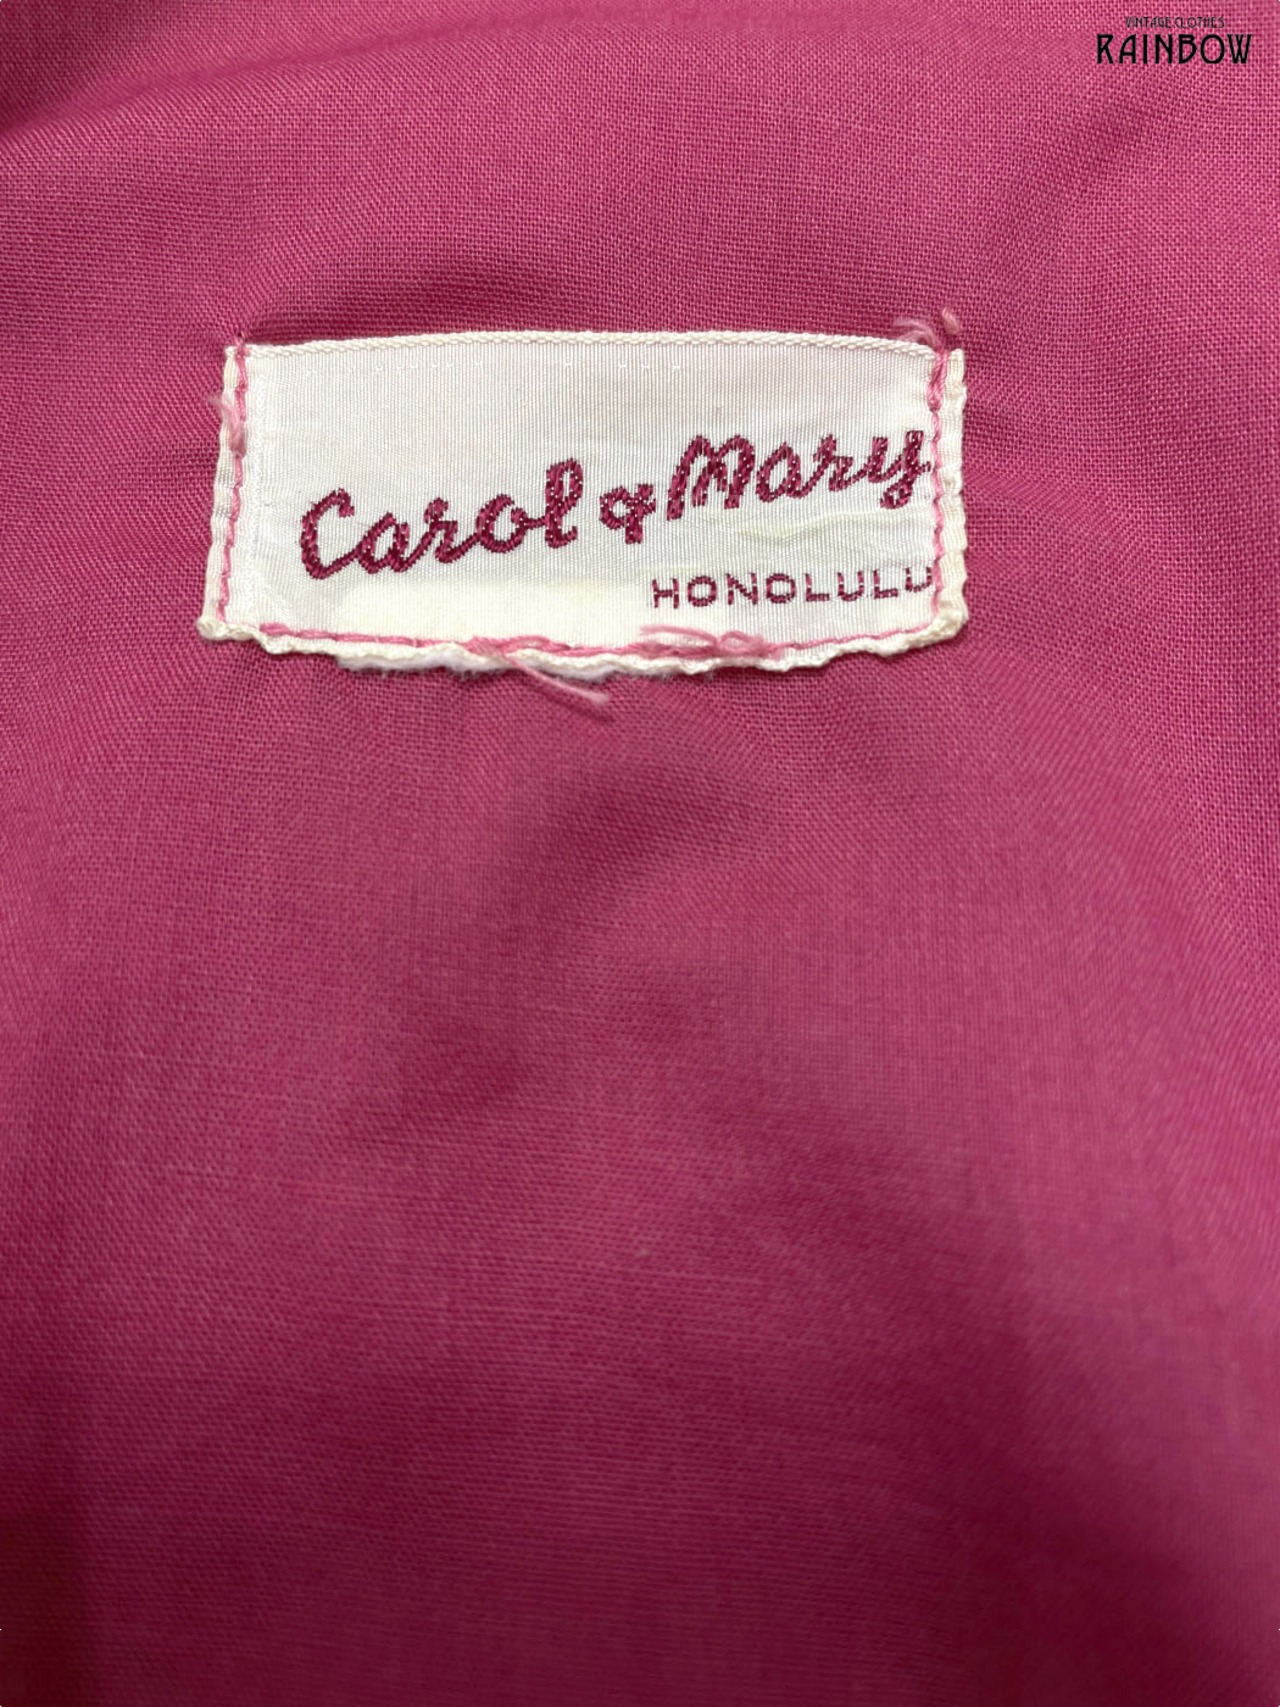 VINTAGE CLOTHES
RAINBOW
Carol & Mary
HONOLULU